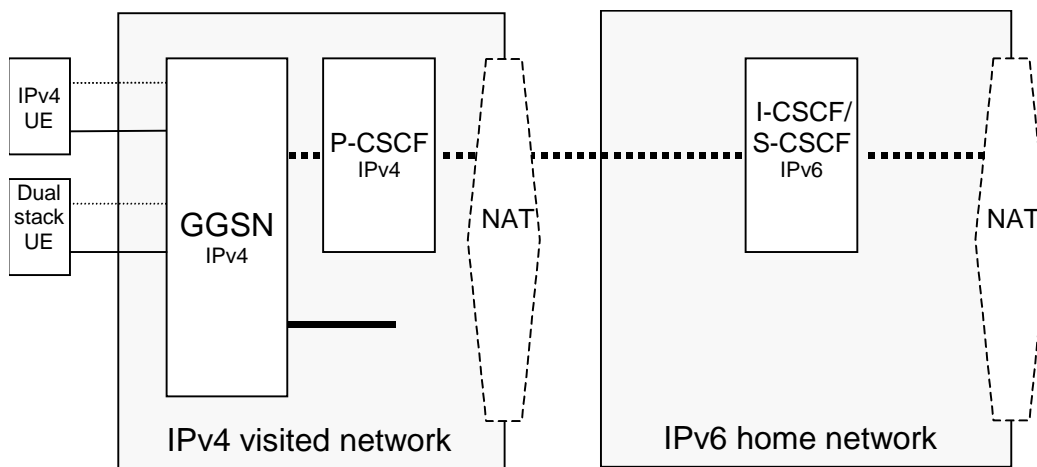 IPv4
UE
Dual
stack
UE
GGSN
IPv4
P-CSCF
IPv4
NAT
I-CSCF/
S-CSCF
IPv6
NAT
IPv4 visited network
IPv6 home network